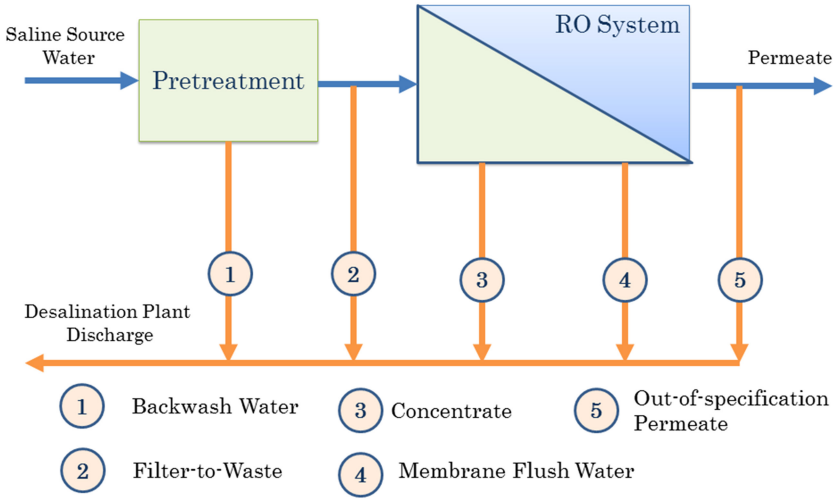 Saline Source
Water
Pretreatment
RO System
Permeate
1
2
3
4
5
Desalination Plant
Discharge
1 Backwash Water
3 Concentrate
5 Out-of-specification
Permeate
2 Filter-to-Waste
4 Membrane Flush Water